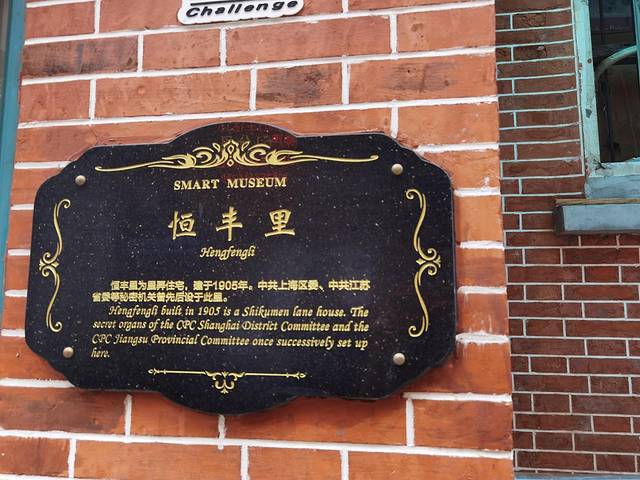 Challenge
SMART MUSEUM
恒丰里
Hengfengli
恒丰里为里弄住宅，建于1905年。中共上海区委、中共江苏
省委等秘密机关曾先后设于此里。
Hengfengli built in 1905 is a Shikumen lane house. The
secret organs of the CPC Shanghai District Committee and the
CPC Jiangsu Provincial Committee once successively set up
here.